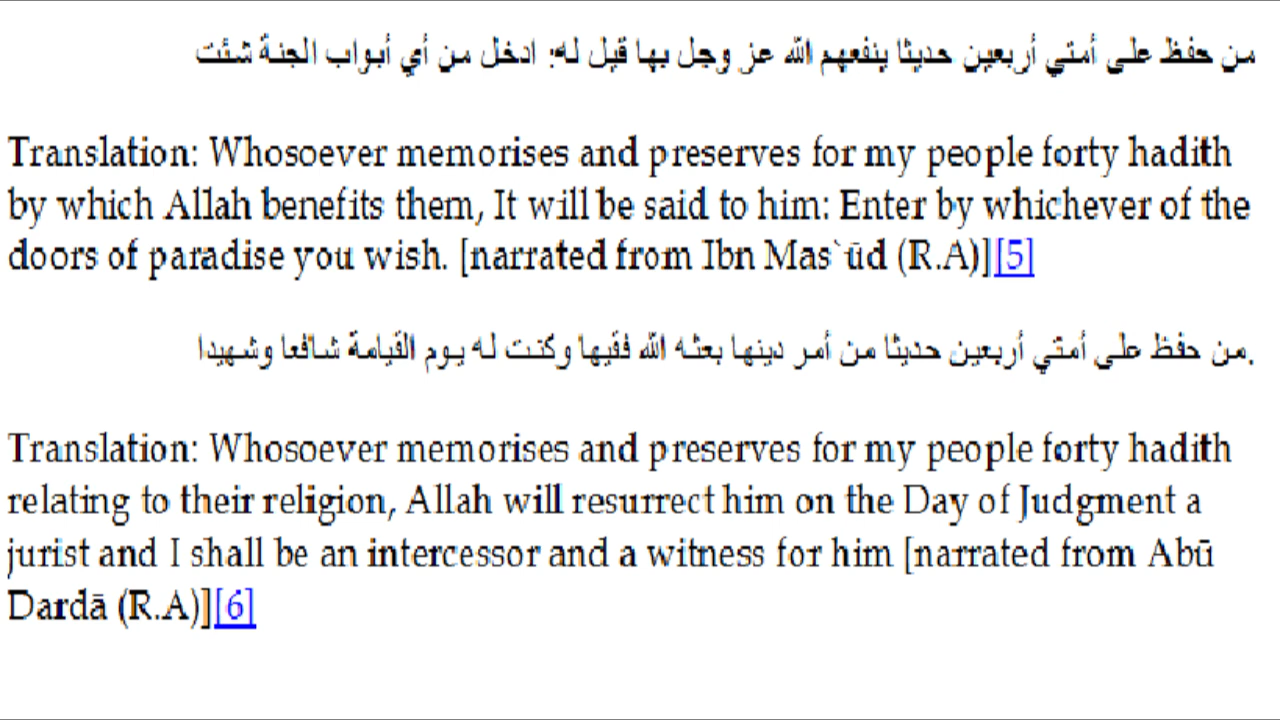 من حفظ على أمتي أربعين حديثا ينفعهم الله عز وجل بها قيل له: ادخل من أي أبواب الجنة شئت
Translation: Whosoever memorises and preserves for my people forty hadith
by which Allah benefits them, It will be said to him: Enter by whichever of the
doors of paradise you wish. [narrated from Ibn Mas`ūd (R.A)][5]
.من حفظ على أمتي أربعين حديثا من أمر دينها بعثه الله فقيها وكنت له يوم القيامة شافعا وشهيدا
Translation: Whosoever memorises and preserves for my people forty hadith
relating to their religion, Allah will resurrect him on the Day of Judgment a
jurist and I shall be an intercessor and a witness for him [narrated from Abū
Dardā (R.A)][6]